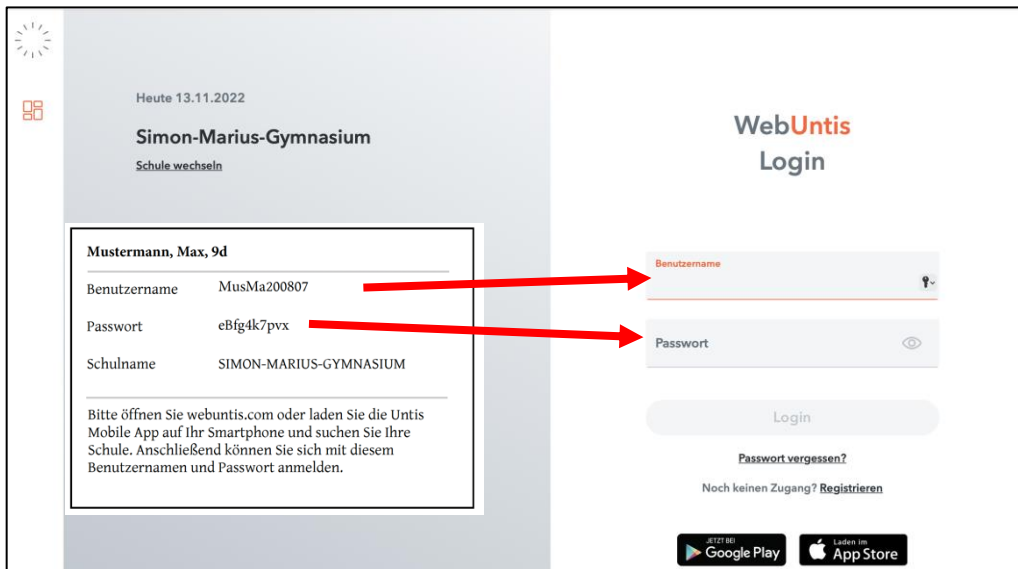 Heute 13.11.2022
Simon-Marius-Gymnasium
Schule wechseln
Mustermann, Max, 9d
Benutzername MusMa200807
Passwort eBfg4k7pvx
Schulname SIMON-MARIUS-GYMNASIUM
Bitte öffnen Sie webuntis.com oder laden Sie die Untis
Mobile App auf Ihr Smartphone und suchen Sie Ihre
Schule. Anschließend können Sie sich mit diesem
Benutzernamen und Passwort anmelden.
WebUntis
Login
Benutzername
Passwort
Login
Passwort vergessen?
Noch keinen Zugang? Registrieren
JETZT BEI
Google Play
Laden im
App Store